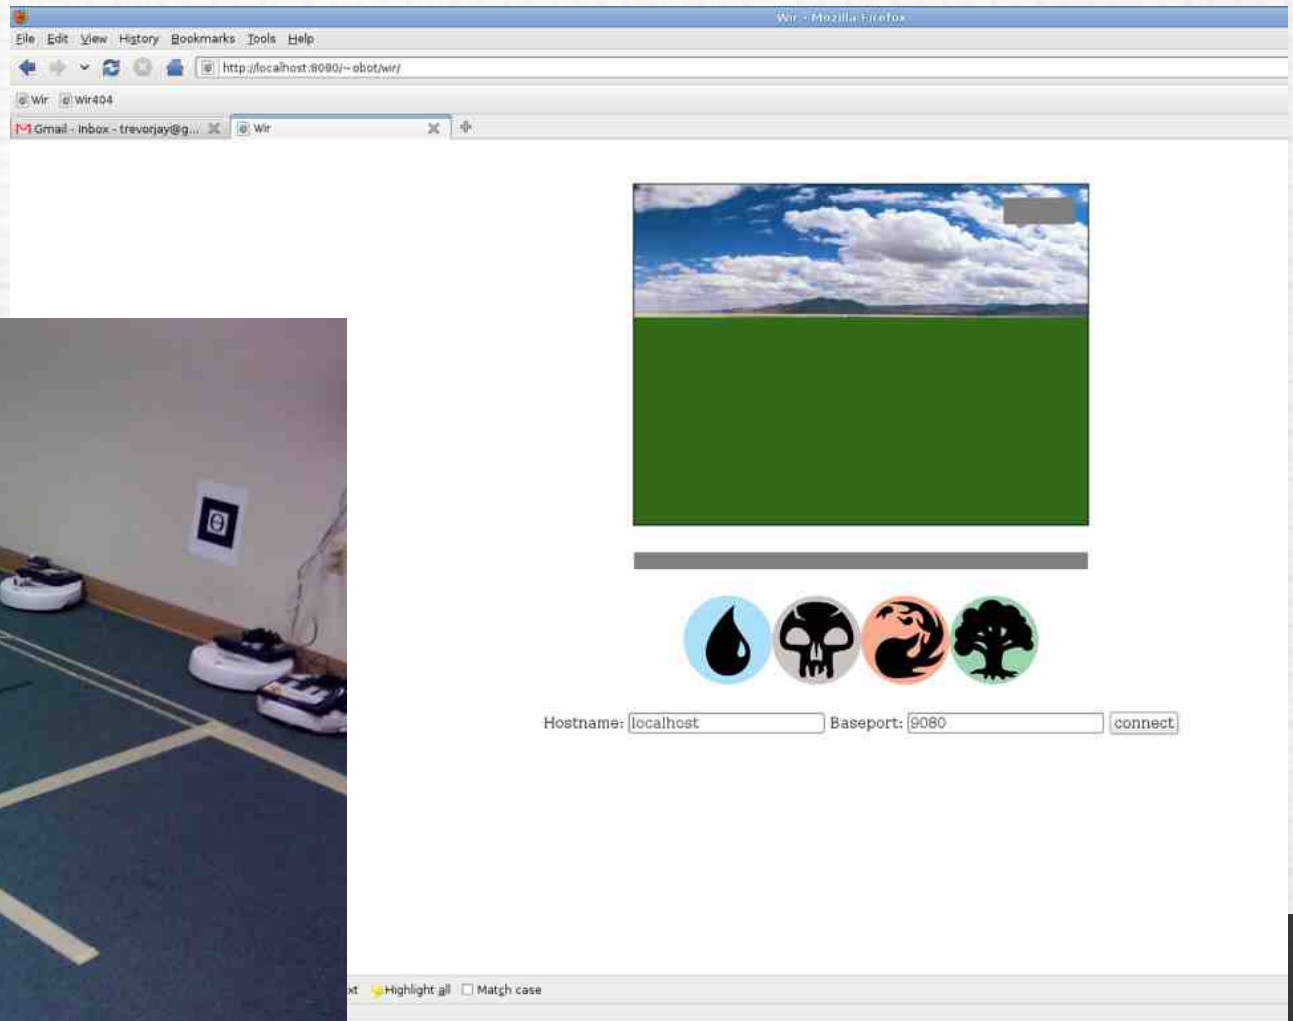 Wir - Mozilla Firefox
File Edit View History Bookmarks Tools Help
http://localhost:8080/~obot/wir/
Wir Wir404
Gmail - Inbox - trevorjay@g... Wir
Hostname: localhost Baseport: 9080 connect
xt Highlight all Match case